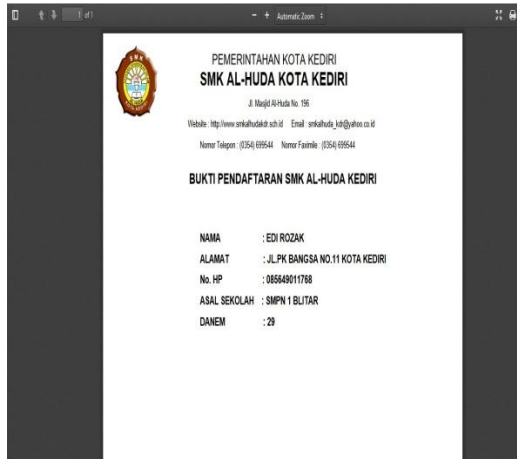 1 of 1
Automatic Zoom
SMK
PEMERINTAHAN KOTA KEDIRI
SMK AL-HUDA KOTA KEDIRI
Jl. Masjid Al-Huda No. 196
Website : http://www.smkalhudakdr.sch.id Email : smkalhuda_kdr@yahoo.co.id
Nomor Telepon : (0354) 699544 Nomor Faximile : (0354) 699544
BUKTI PENDAFTARAN SMK AL-HUDA KEDIRI
NAMA : EDI ROZAK
ALAMAT : JL.PK BANGSA NO.11 KOTA KEDIRI
No. HP : 085649011768
ASAL SEKOLAH : SMPN 1 BLITAR
DANEM : 29